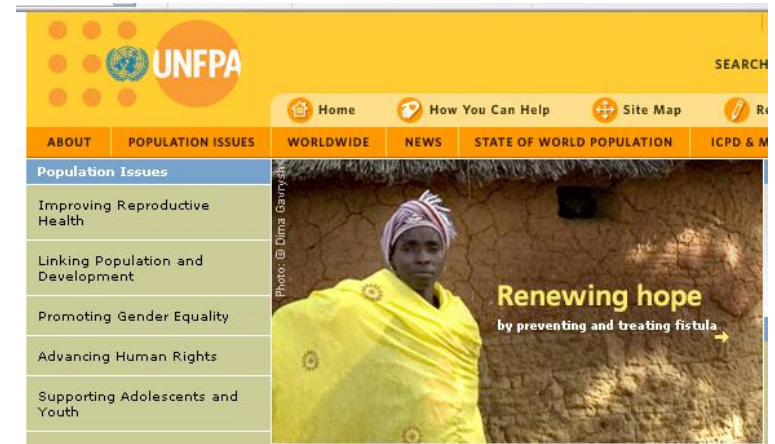 UNFPA
SEARCH
Home
How You Can Help
Site Map
ABOUT
POPULATION ISSUES
WORLDWIDE
NEWS
STATE OF WORLD POPULATION
ICPD &
Population Issues
Improving Reproductive
Health
Linking Population and
Development
Promoting Gender Equality
Advancing Human Rights
Supporting Adolescents and
Youth
Photo: @ Dima
Renewing hope
by preventing and treating fistula